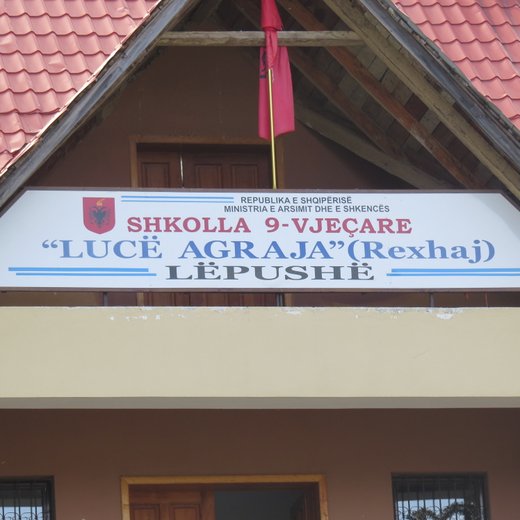 REPUBLIKA E SHQIPËRISË
MINISTRIA E ARSIMIT DHE E SHKENCËS
SHKOLLA 9-VJEÇARE
“LUCË AGRAJA”(Rexhaj)
LËPUSHË